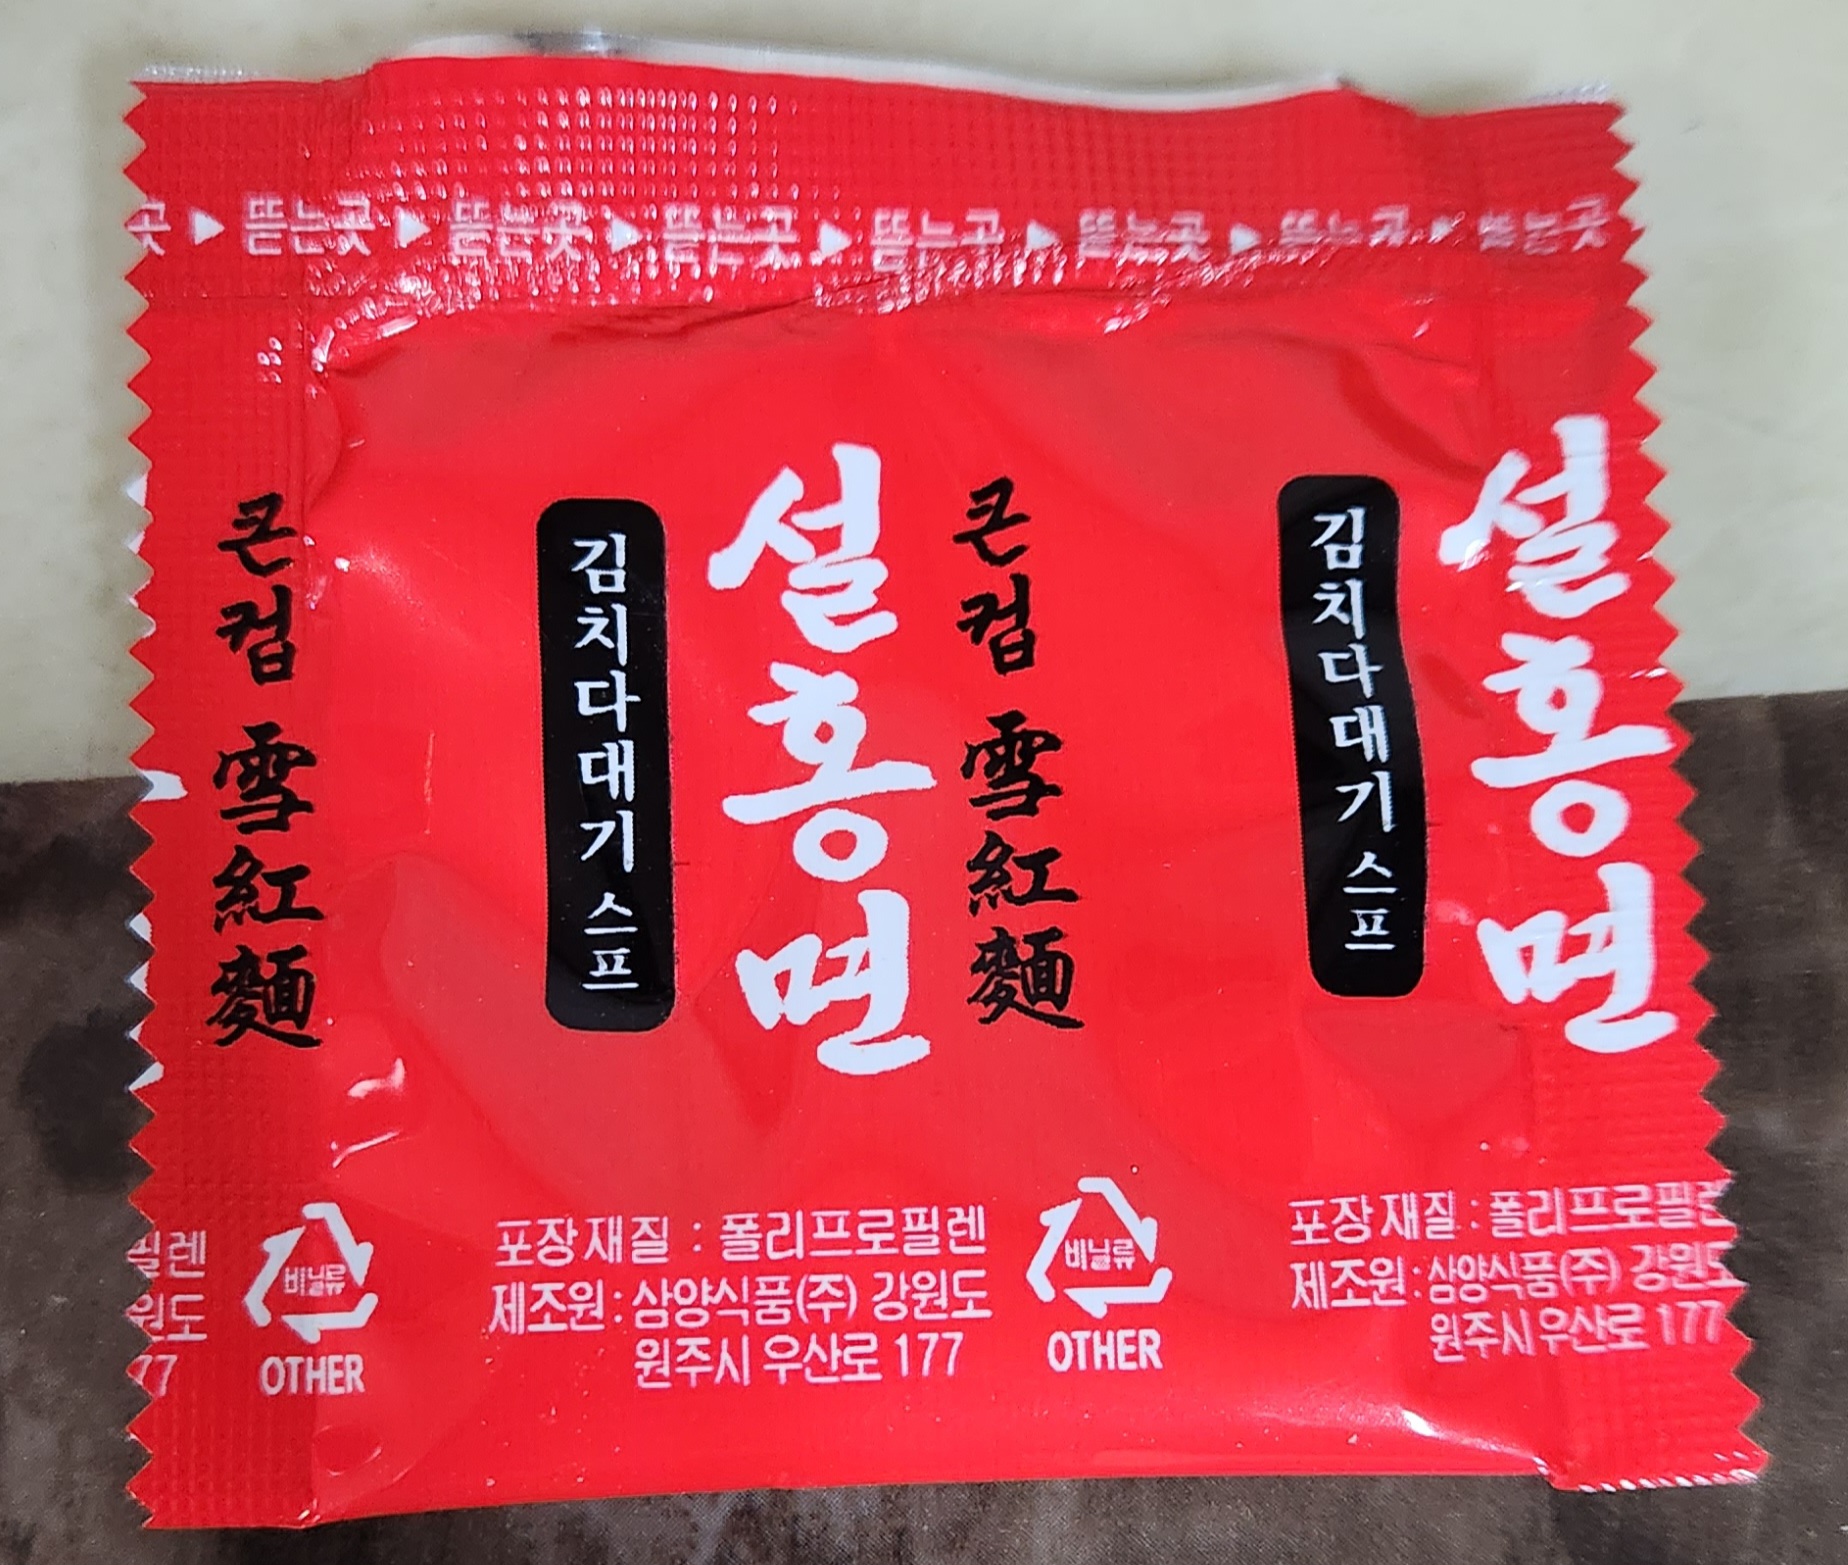 곳 ▶ 뜯는곳 ▶ 뜯는곳 ▶ 뜯는곳 ▶ 뜯는곳 ▶ 뜯는곳 ▶ 뜯는곳 ▶ 뜯는곳
큰컵 雪紅麵
김치다대기 스프
설홍면
큰컵 雪紅麵
김치다대기 스프
설홍면
필렌
원도
77
비닐류
OTHER
포장재질 : 폴리프로필렌
제조원 : 삼양식품(주) 강원도
원주시 우산로 177
비닐류
OTHER
포장재질 : 폴리프로필렌
제조원 : 삼양식품(주) 강원도
원주시 우산로 177